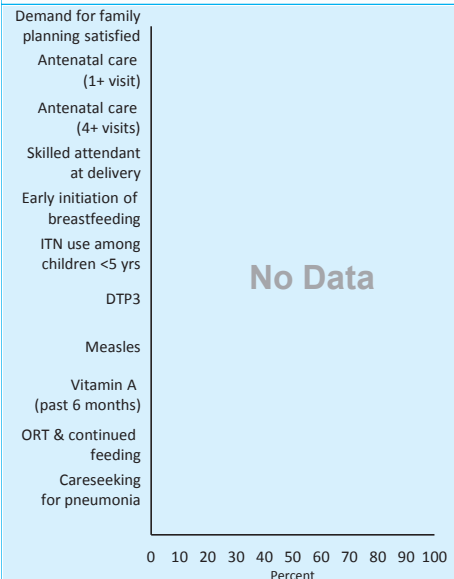 Demand for family
planning satisfied
Antenatal care
(1+ visit)
Antenatal care
(4+ visits)
Skilled attendant
at delivery
Early initiation of
breastfeeding
ITN use among
children <5 yrs
No Data
DTP3
Measles
Vitamin A
(past 6 months)
ORT & continued
feeding
Careseeking
for pneumonia
0 10 20 30 40 50 60 70 80 90 100
Percent